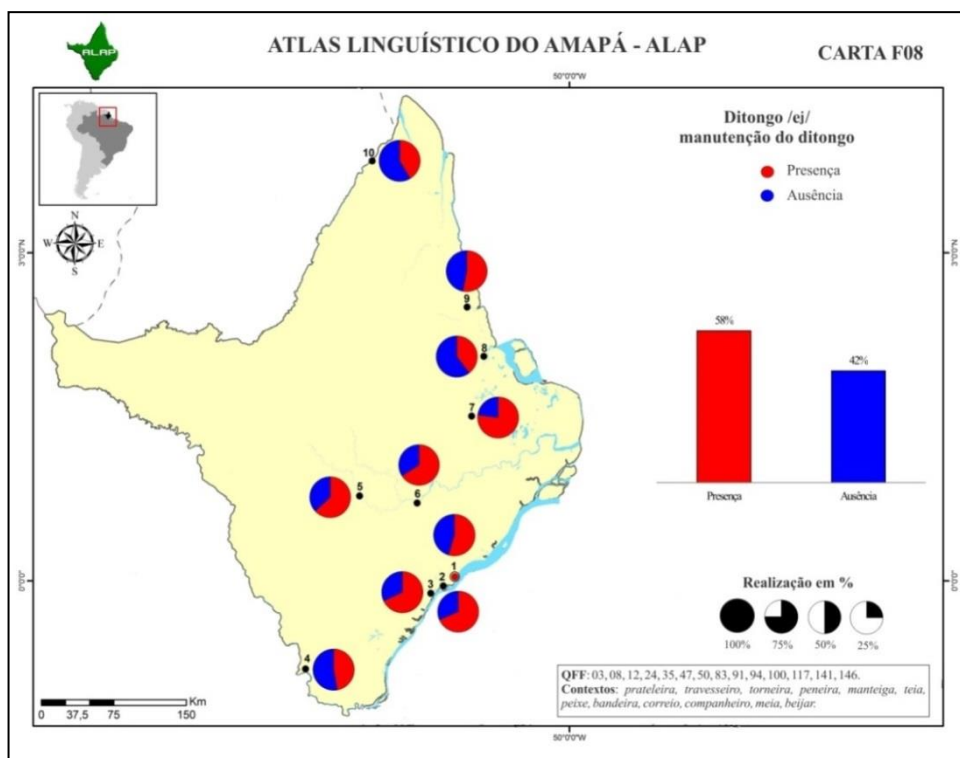 ALAP
ATLAS LINGUÍSTICO DO AMAPÁ - ALAP
CARTA F08
50°0'0"W
Ditongo /ej/
manutenção do ditongo
Presença
Ausência
N
W E
S
3°0'0"N
3°0'0"N
10
9
8
7
5
6
1
2
3
4
58%
42%
Presença
Ausência
0°0'0"
0°0'0"
Realização em %
100% 75% 50% 25%
QFF: 03, 08, 12, 24, 35, 47, 50, 83, 91, 94, 100, 117, 141, 146.
Contextos: prateleira, travesseiro, torneira, peneira, manteiga, teia,
peixe, bandeira, correio, companheiro, meia, beijar.
Km
0 37,5 75 150
50°0'0"W